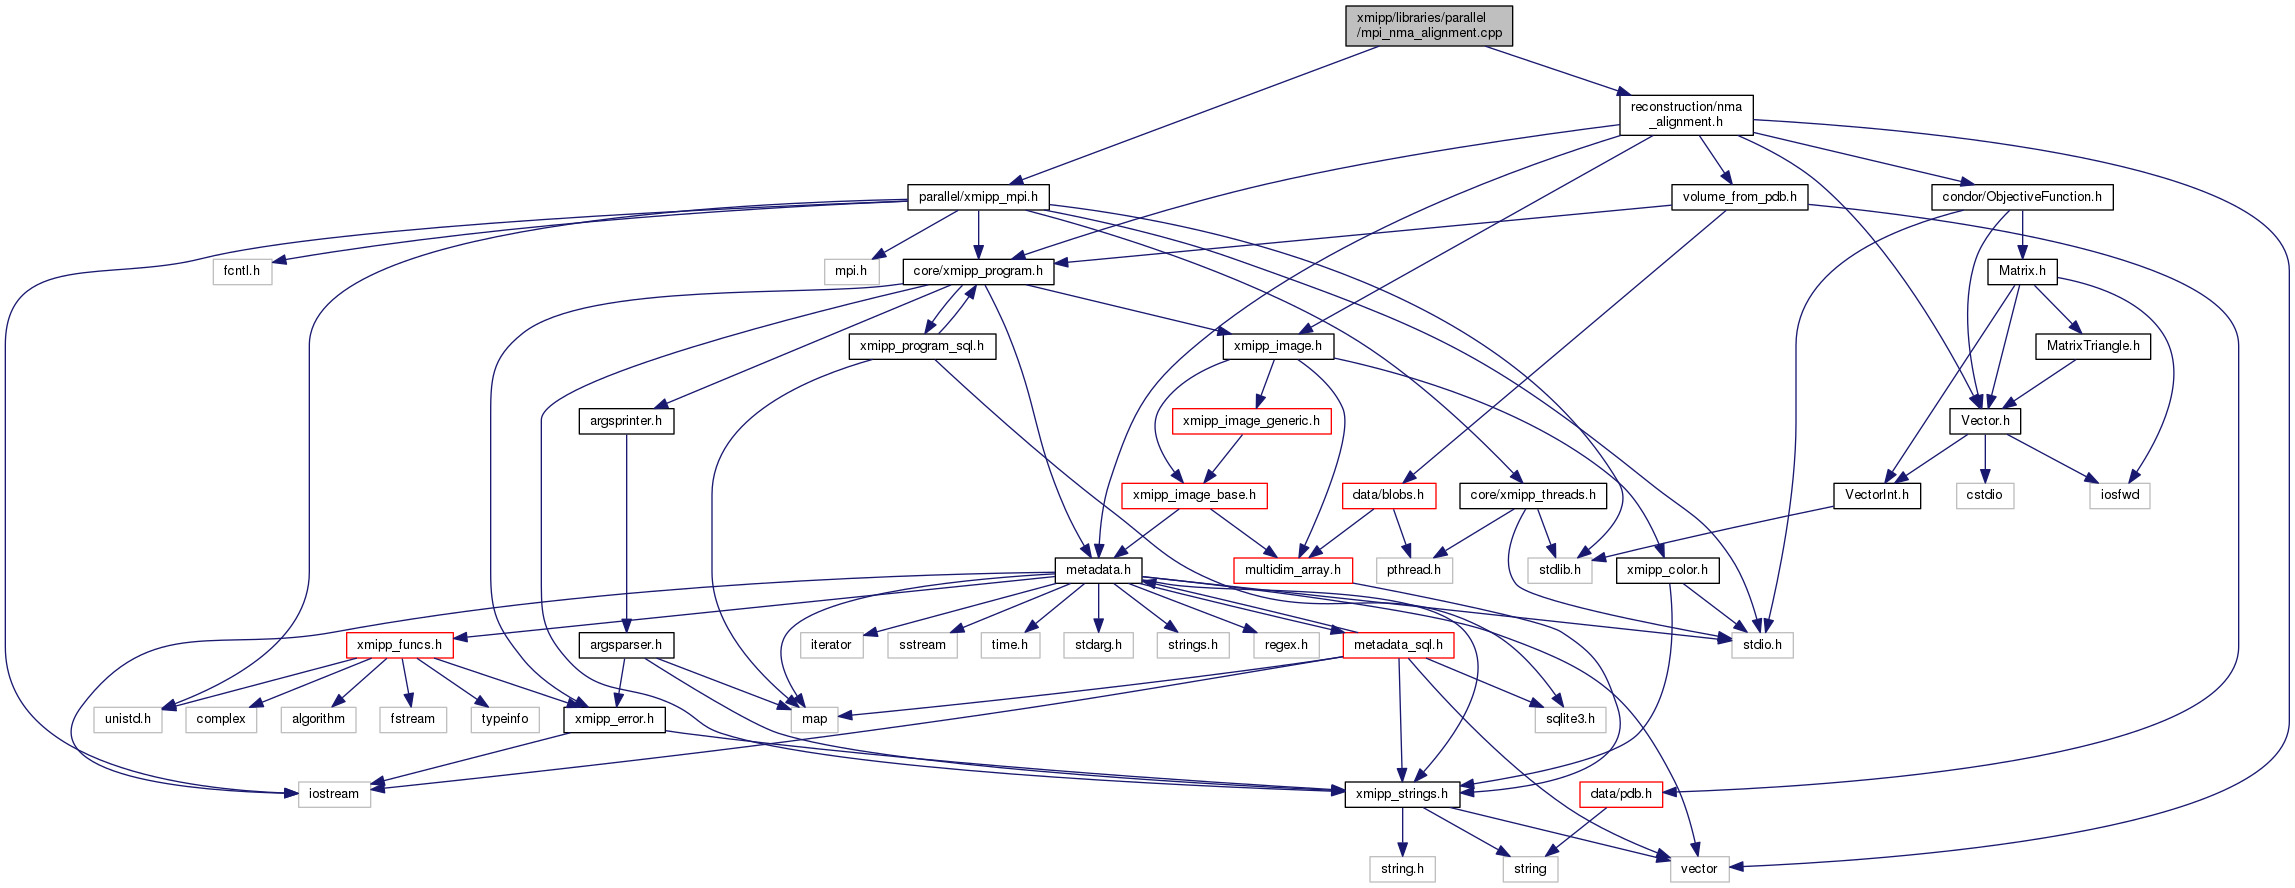 xmipp/libraries/parallel
/mpi_nma_alignment.cpp
reconstruction/nma
_alignment.h
parallel/xmipp_mpi.h
volume_from_pdb.h
condor/ObjectiveFunction.h
fcntl.h
mpi.h
core/xmipp_program.h
Matrix.h
xmipp_program_sql.h
xmipp_image.h
MatrixTriangle.h
argsprinter.h
xmipp_image_generic.h
Vector.h
xmipp_image_base.h
data/blobs.h
core/xmipp_threads.h
VectorInt.h
cstdio
iosfwd
metadata.h
multidim_array.h
pthread.h
stdlib.h
xmipp_color.h
xmipp_funcs.h
argsparser.h
iterator
sstream
time.h
stdarg.h
strings.h
regex.h
metadata_sql.h
stdio.h
unistd.h
complex
algorithm
fstream
typeinfo
xmipp_error.h
map
sqlite3.h
iostream
xmipp_strings.h
data/pdb.h
string.h
string
vector